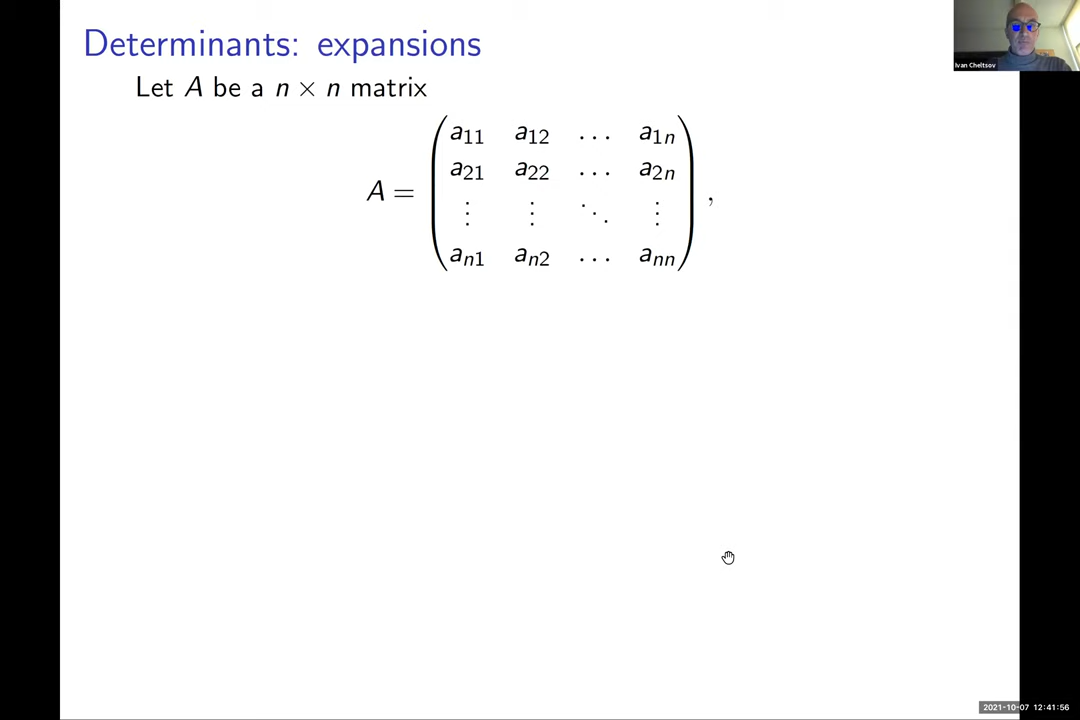 Determinants: expansions
Ivan Cheltsov
Let A be a n × n matrix
a11 a12 ... a1n
a21 a22 ... a2n
A =
⋮ ⋮ ⋱ ⋮ ,
an1 an2 ... ann
2021-10-07 12:41:56